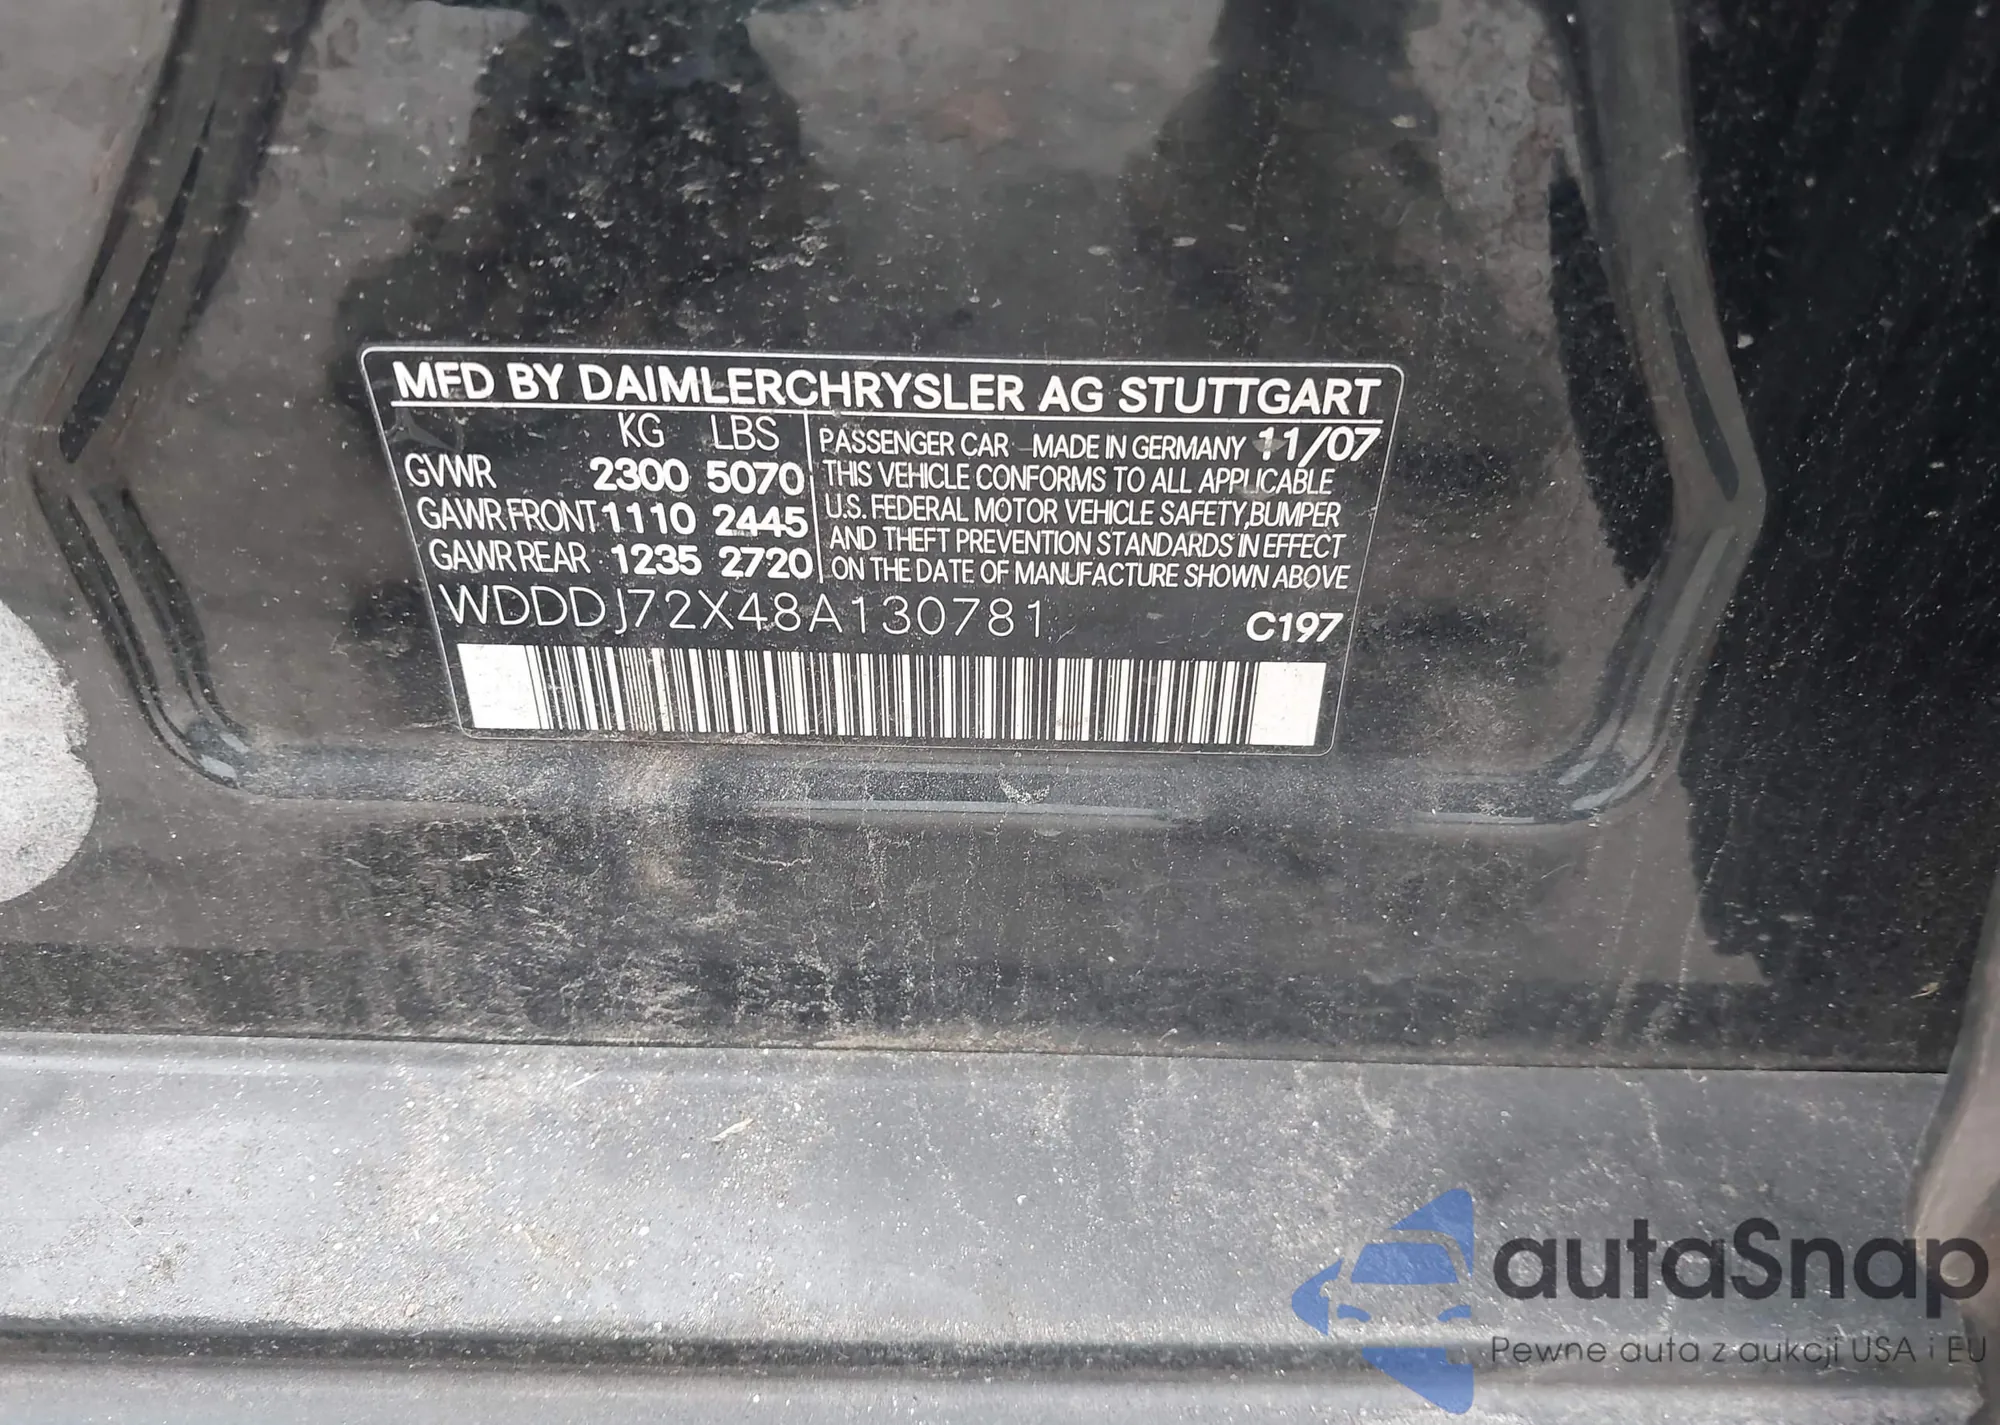 MFD BY DAIMLERCHRYSLER AG STUTTGART
KG LBS
GVWR 2300 5070
GAWR FRONT 1110 2445
GAWR REAR 1235 2720
PASSENGER CAR MADE IN GERMANY 11/07
THIS VEHICLE CONFORMS TO ALL APPLICABLE
U.S. FEDERAL MOTOR VEHICLE SAFETY,BUMPER
AND THEFT PREVENTION STANDARDS IN EFFECT
ON THE DATE OF MANUFACTURE SHOWN ABOVE
WDDDJ72X48A130781
C197
autaSnap
Pewne auta z aukcji USA i EU